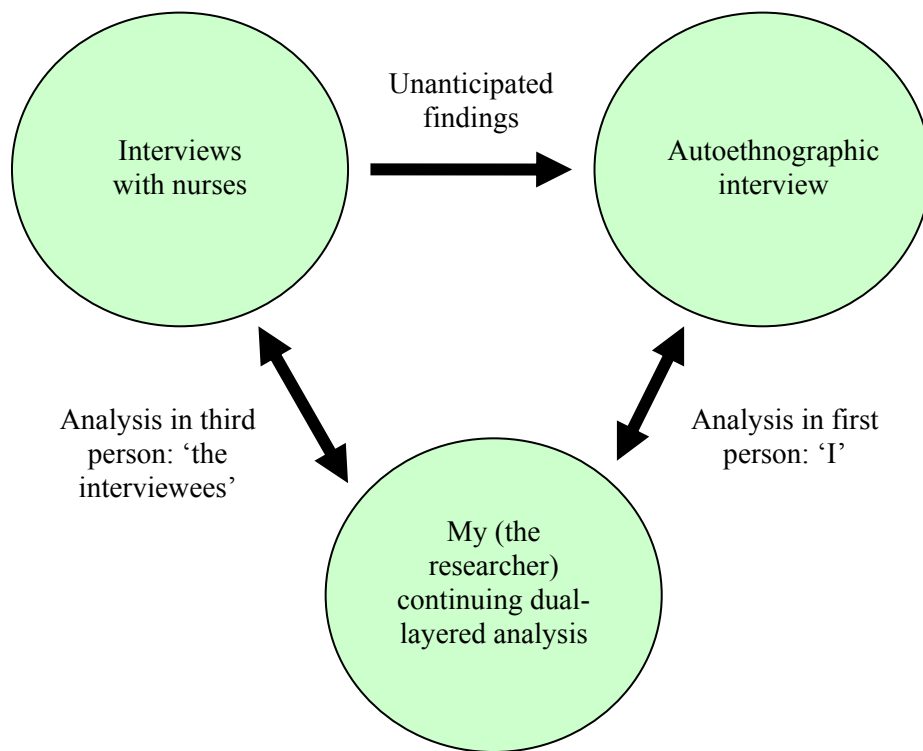 Unanticipated
findings
Interviews
with nurses
Autoethnographic
interview
Analysis in third
person: ‘the
interviewees’
Analysis in first
person: ‘I’
My (the
researcher)
continuing dual-
layered analysis